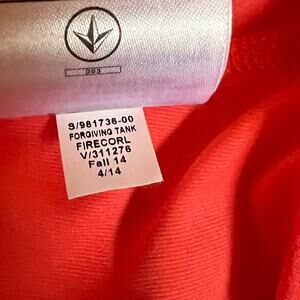 S/981736-00
FORGIVING TANK
FIRECORL
V/311276
Fall 14
4/14